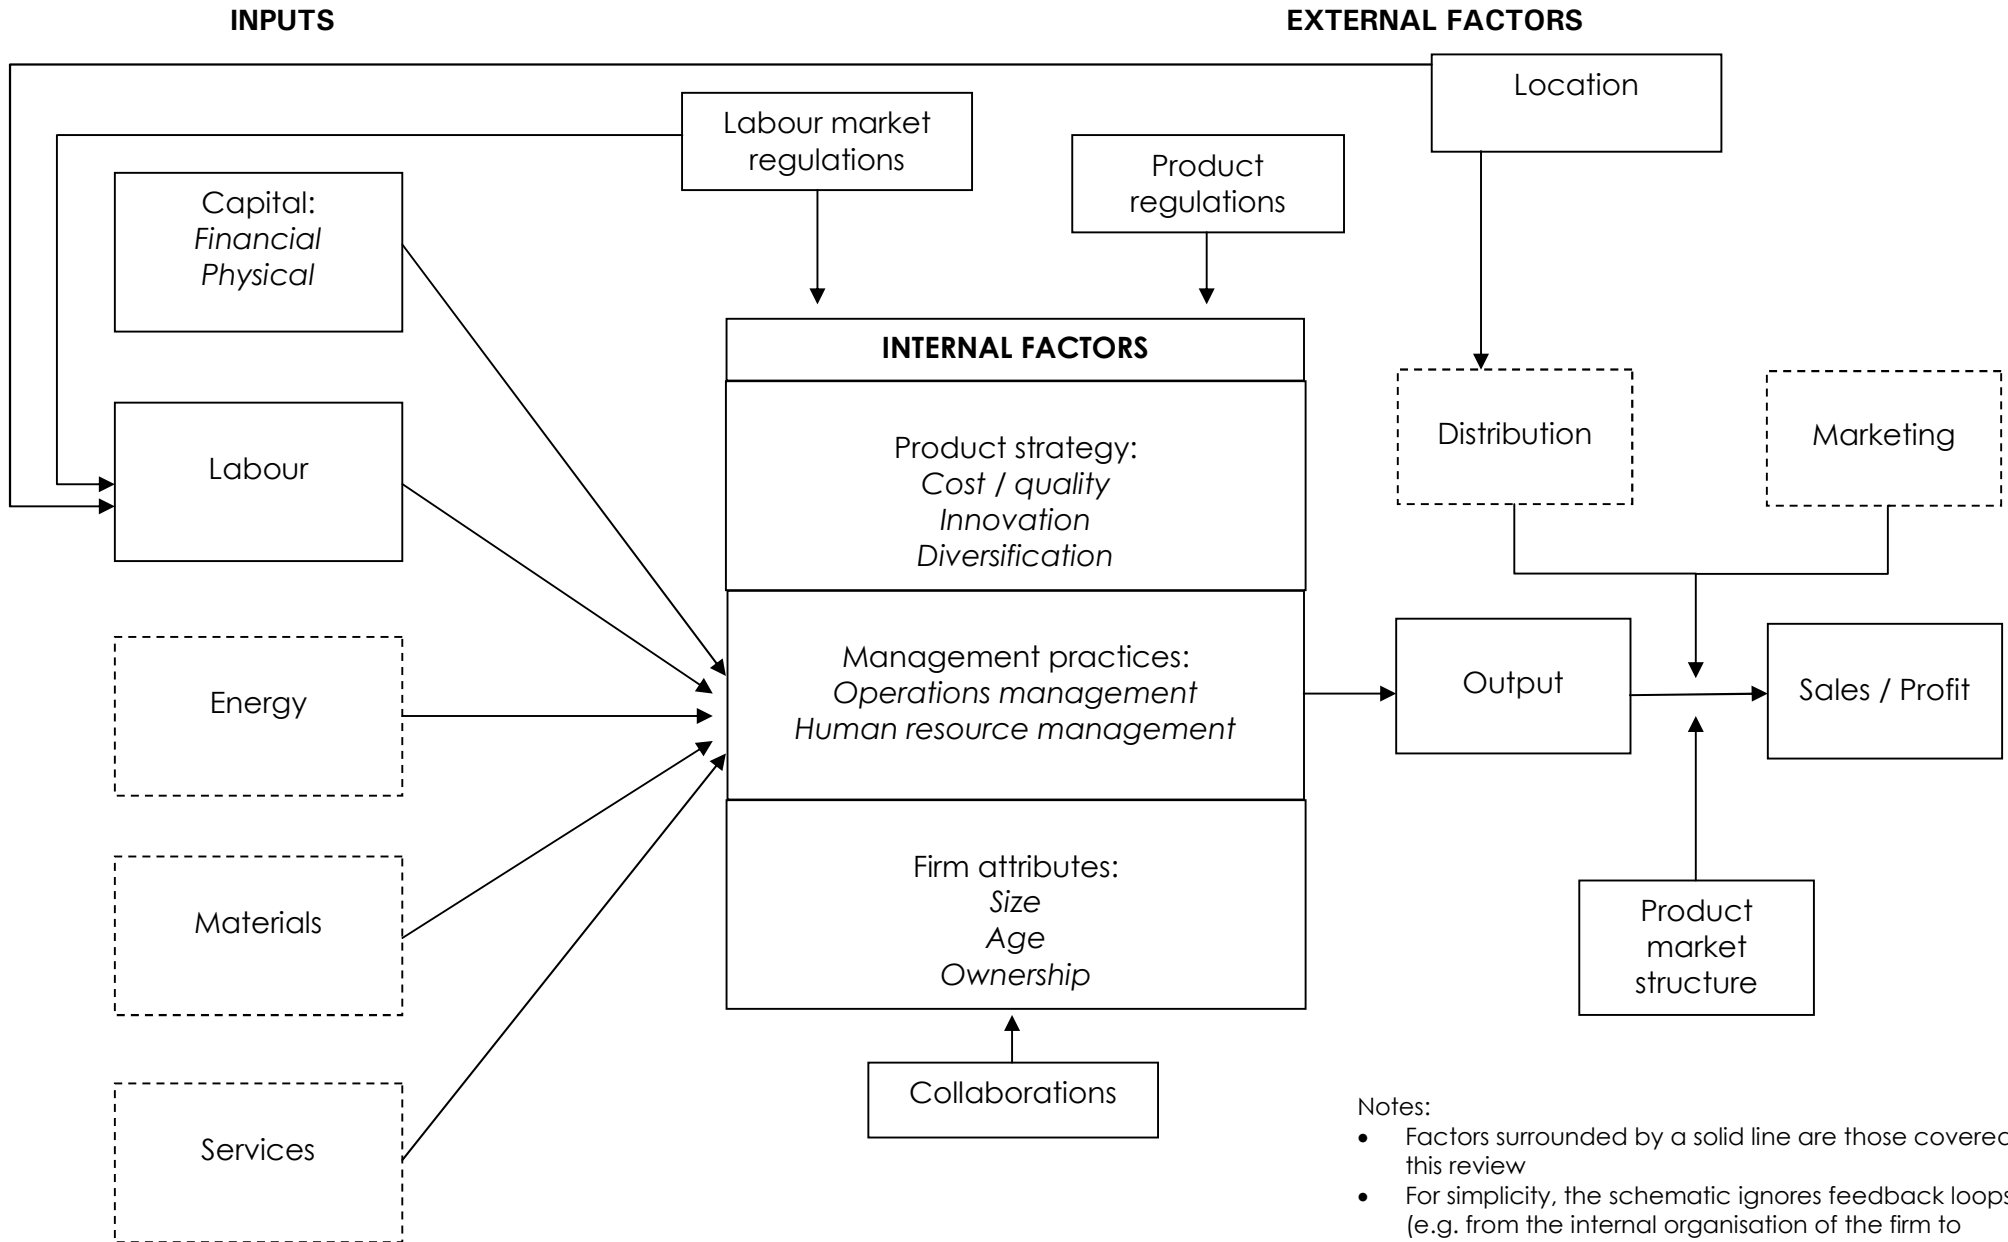 INPUTS
EXTERNAL FACTORS
Location
Labour market
regulations
Product
regulations
Capital:
Financial
Physical
INTERNAL FACTORS
Product strategy:
Cost / quality
Innovation
Diversification
Distribution
Marketing
Labour
Management practices:
Operations management
Human resource management
Output
Sales / Profit
Energy
Firm attributes:
Size
Age
Ownership
Materials
Product
market
structure
Collaborations
Services
Notes:
• Factors surrounded by a solid line are those covered
this review
• For simplicity, the schematic ignores feedback loops
(e.g. from the internal organisation of the firm to